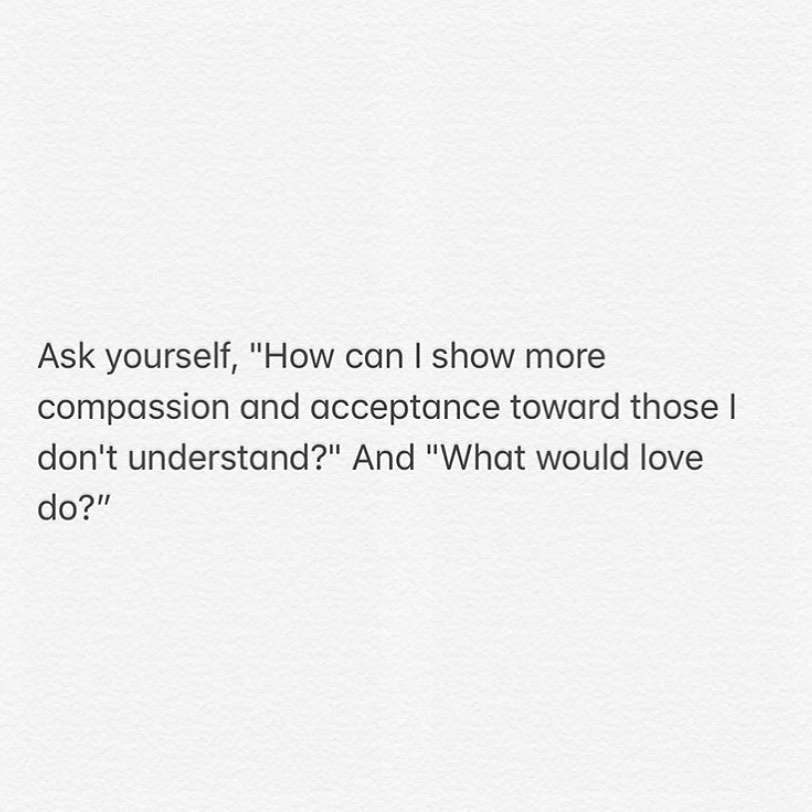 Ask yourself, "How can I show more
compassion and acceptance toward those I
don't understand?" And "What would love
do?”